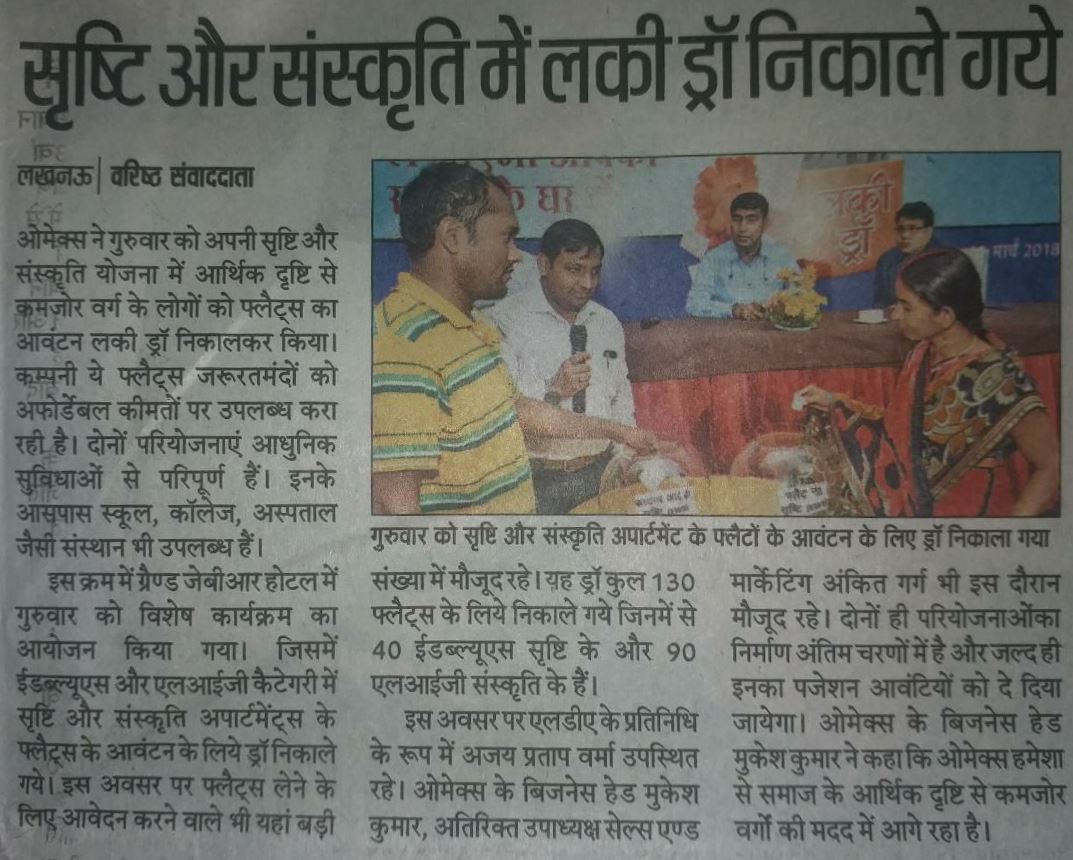 सृष्टि और संस्कृति में लकी ड्रॉ निकाले गये
लखनऊ | वरिष्ठ संवाददाता
ओमेक्स ने गुरुवार को अपनी सृष्टि और
संस्कृति योजना में आर्थिक दृष्टि से
कमजोर वर्ग के लोगों को फ्लैट्स का
आवंटन लकी ड्रॉ निकालकर किया।
कम्पनी ये फ्लैट्स जरूरतमंदों को
अफोर्डेबल कीमतों पर उपलब्ध करा
रही है। दोनों परियोजनाएं आधुनिक
सुविधाओं से परिपूर्ण हैं। इनके
आसपास स्कूल, कॉलेज, अस्पताल
जैसी संस्थान भी उपलब्ध हैं।
इस क्रम में ग्रैण्ड जेबीआर होटल में
गुरुवार को विशेष कार्यक्रम का
आयोजन किया गया। जिसमें
ईडब्ल्यूएस और एलआईजी कैटेगरी में
सृष्टि और संस्कृति अपार्टमेंट्स के
फ्लैट्स के आवंटन के लिये ड्रॉ निकाले
गये। इस अवसर पर फ्लैट्स लेने के
लिए आवेदन करने वाले भी यहां बड़ी
के घर
लकी
ड्रॉ
मार्च 2018
गुरुवार को सृष्टि और संस्कृति अपार्टमेंट के फ्लैटों के आवंटन के लिए ड्रॉ निकाला गया
संख्या में मौजूद रहे। यह ड्रॉ कुल 130
फ्लैट्स के लिये निकाले गये जिनमें से
40 ईडब्ल्यूएस सृष्टि के और 90
एलआईजी संस्कृति के हैं।
इस अवसर पर एलडीए के प्रतिनिधि
के रूप में अजय प्रताप वर्मा उपस्थित
रहे। ओमेक्स के बिजनेस हेड मुकेश
कुमार, अतिरिक्त उपाध्यक्ष सेल्स एण्ड
मार्केटिंग अंकित गर्ग भी इस दौरान
मौजूद रहे। दोनों ही परियोजनाओंका
निर्माण अंतिम चरणों में है और जल्द ही
इनका पजेशन आवंटियों को दे दिया
जायेगा। ओमेक्स के बिजनेस हेड
मुकेश कुमार ने कहा कि ओमेक्स हमेशा
से समाज के आर्थिक दृष्टि से कमजोर
वर्गों की मदद में आगे रहा है।